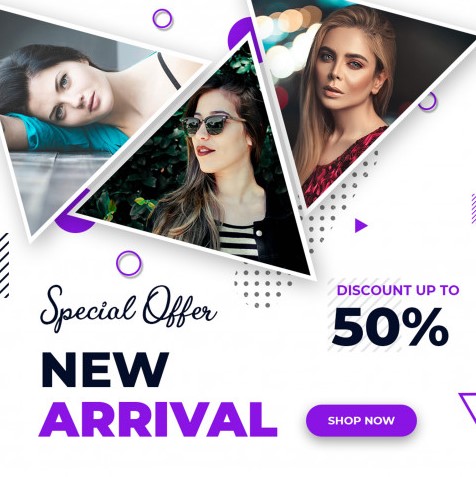 Special Offer
NEW
ARRIVAL
DISCOUNT UP TO
50%
SHOP NOW